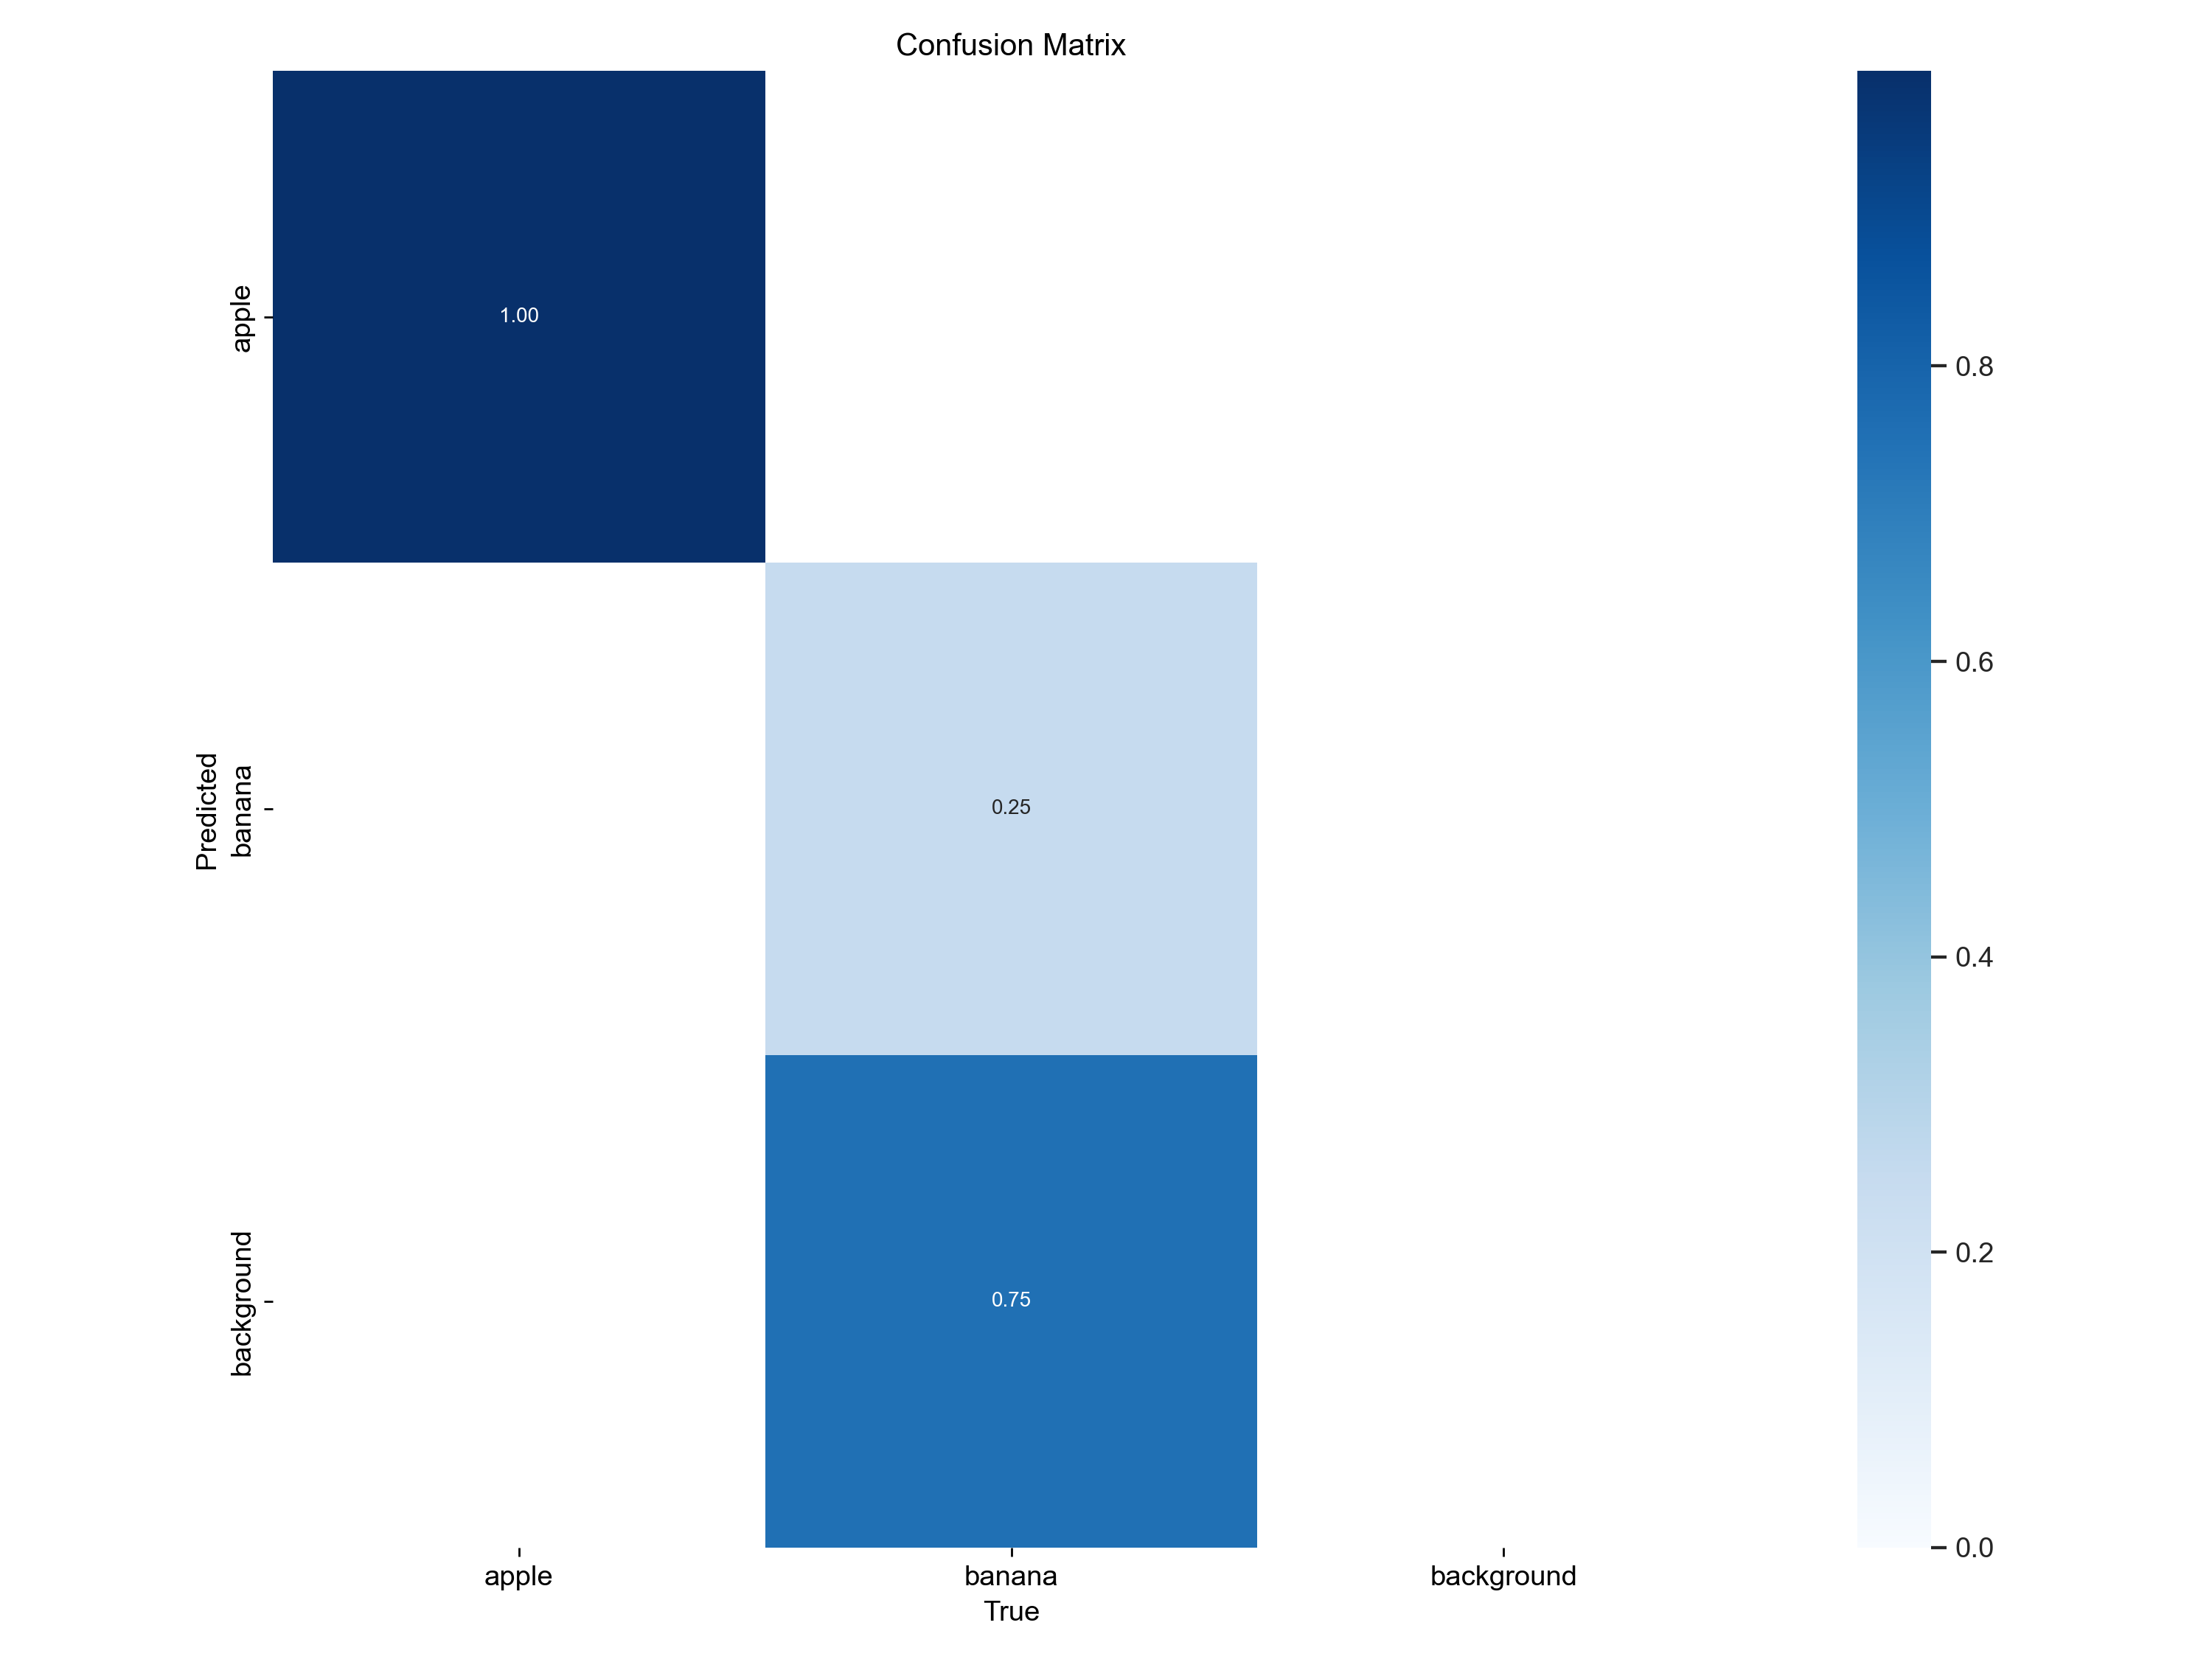 Confusion Matrix
apple
1.00
Predicted
banana
0.25
background
0.75
apple
banana
background
True
0.8
0.6
0.4
0.2
0.0